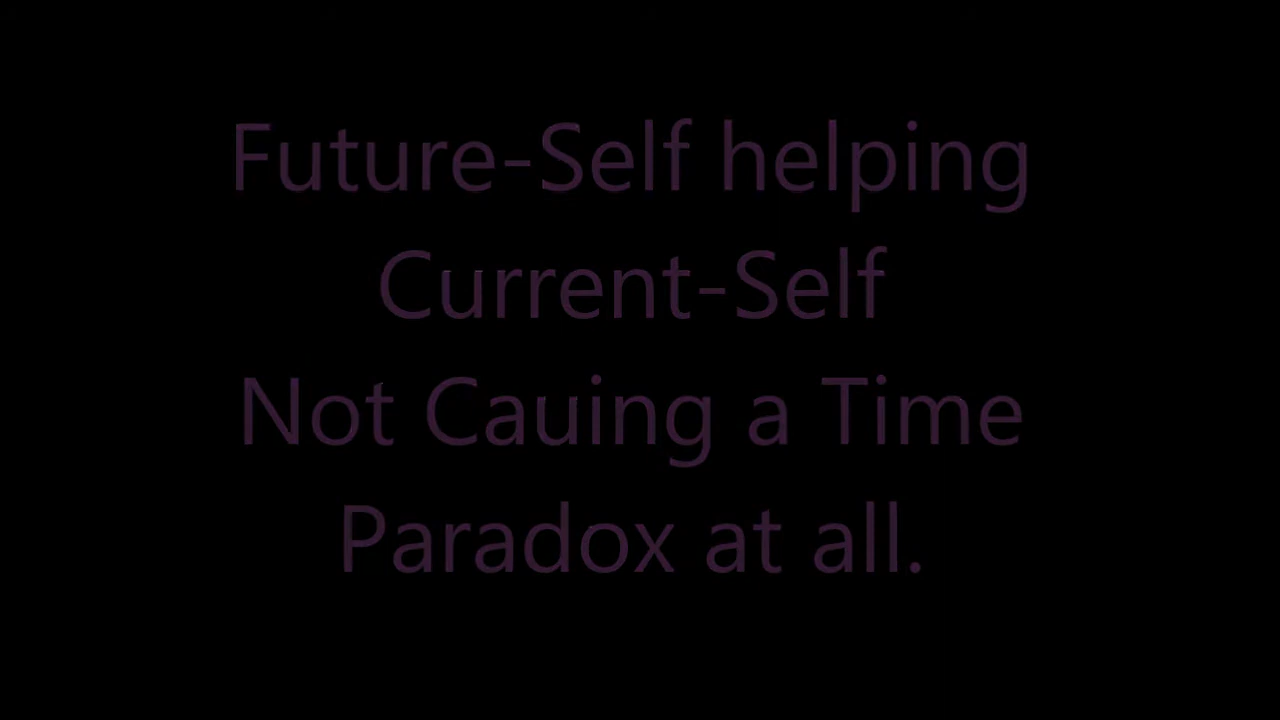 Future-Self helping
Current-Self
Not Cauing a Time
Paradox at all.